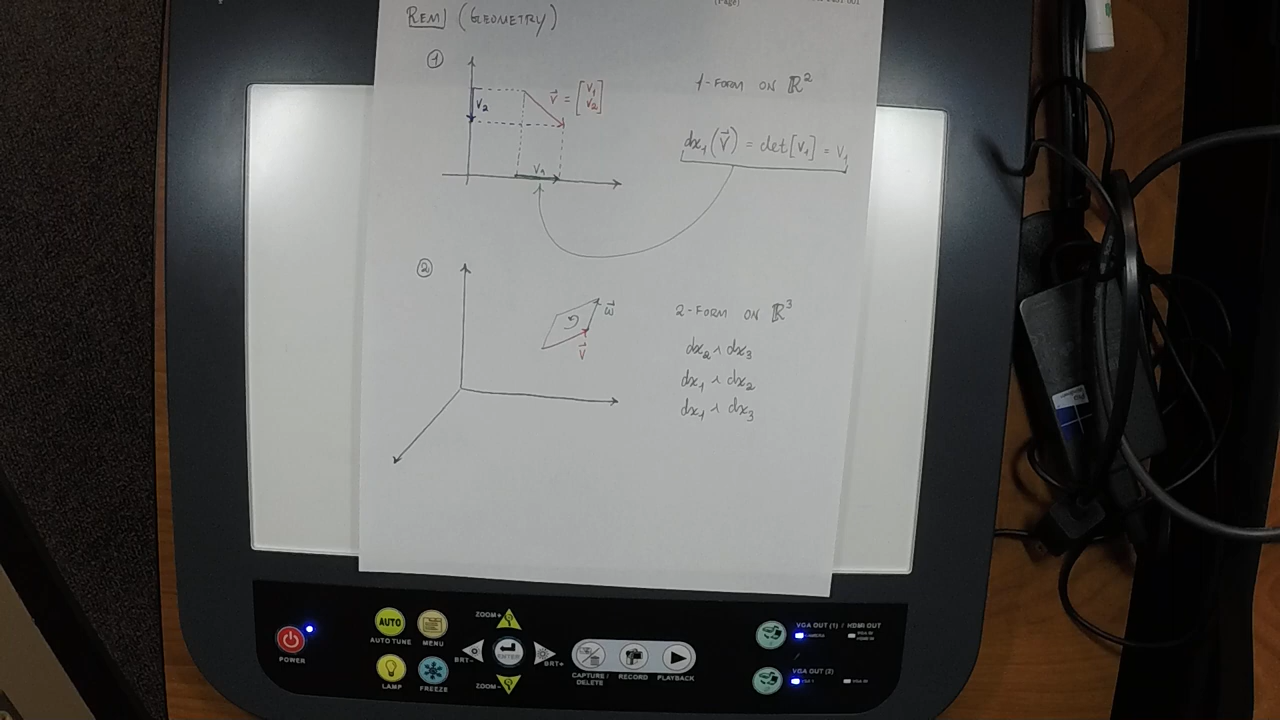 REM (GEOMETRY)
①
v⃗ = [v₁ v₂]
v₂
v₁
1-FORM ON ℝ²
dx₁(v⃗) = det[v₁] = v₁
②
w⃗
v⃗
2-FORM ON ℝ³
dx₂ ∧ dx₃
dx₁ ∧ dx₂
dx₁ ∧ dx₃
POWER
AUTO
AUTO TUNE
MENU
LAMP
FREEZE
ZOOM+
BRT−
ENTER
BRT+
ZOOM−
CAPTURE / DELETE
RECORD
PLAYBACK
VGA OUT (1) / HDMI OUT
CAMERA
VGA OUT (2)